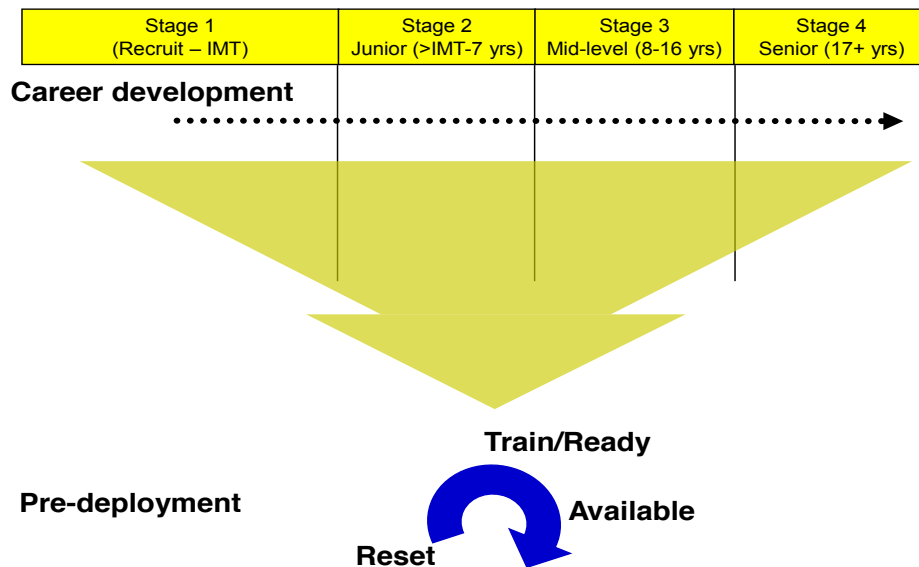 Stage 1
(Recruit – IMT)
Stage 2
Junior (>IMT-7 yrs)
Stage 3
Mid-level (8-16 yrs)
Stage 4
Senior (17+ yrs)
Career development
Train/Ready
Pre-deployment
Available
Reset